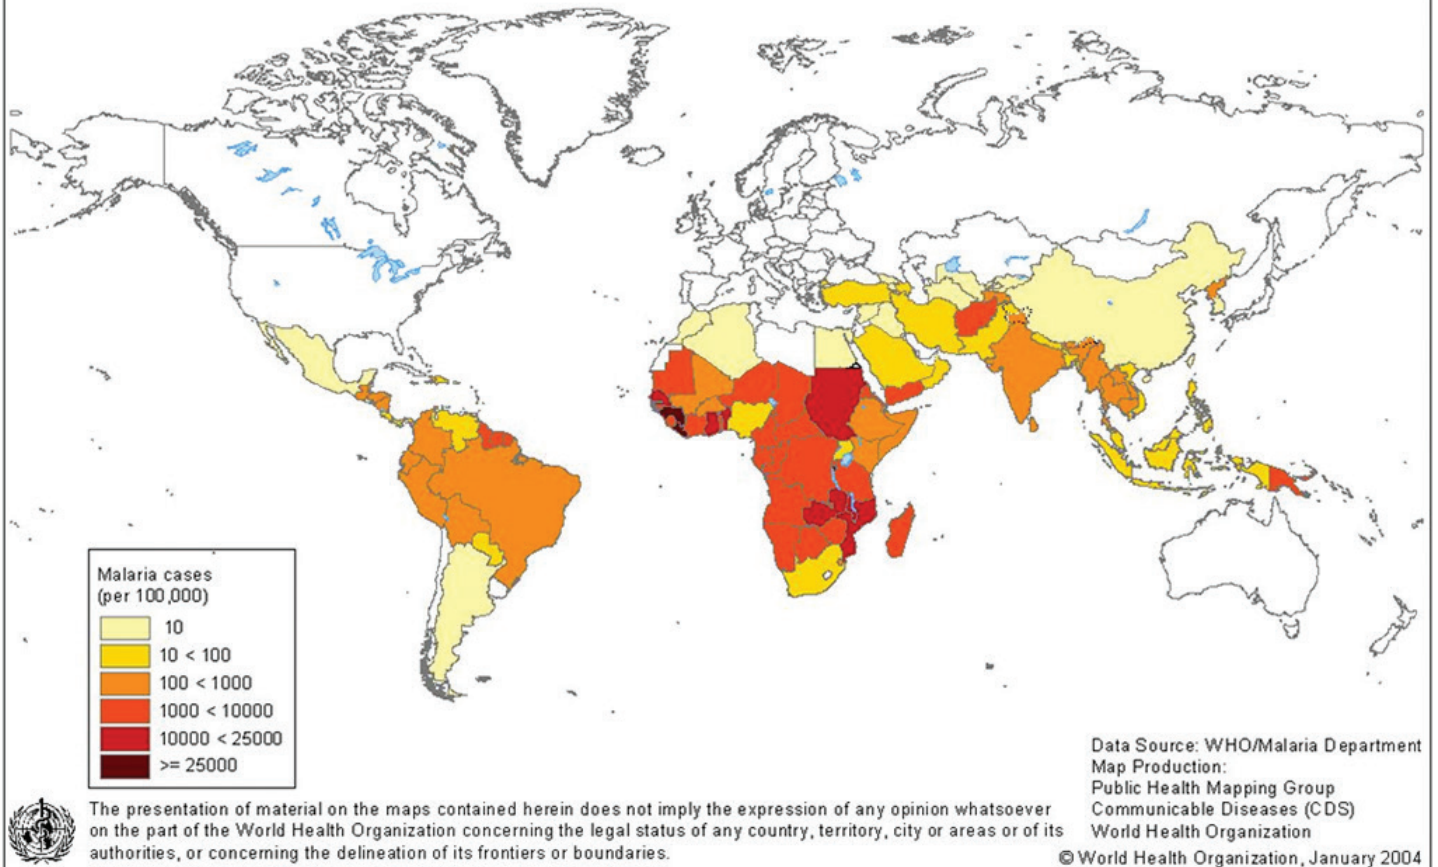 Malaria cases
(per 100,000)
10
10 < 100
100 < 1000
1000 < 10000
10000 < 25000
>= 25000
The presentation of material on the maps contained herein does not imply the expression of any opinion whatsoever
on the part of the World Health Organization concerning the legal status of any country, territory, city or areas or of its
authorities, or concerning the delineation of its frontiers or boundaries.
Data Source: WHO/Malaria Department
Map Production:
Public Health Mapping Group
Communicable Diseases (CDS)
World Health Organization
© World Health Organization, January 2004